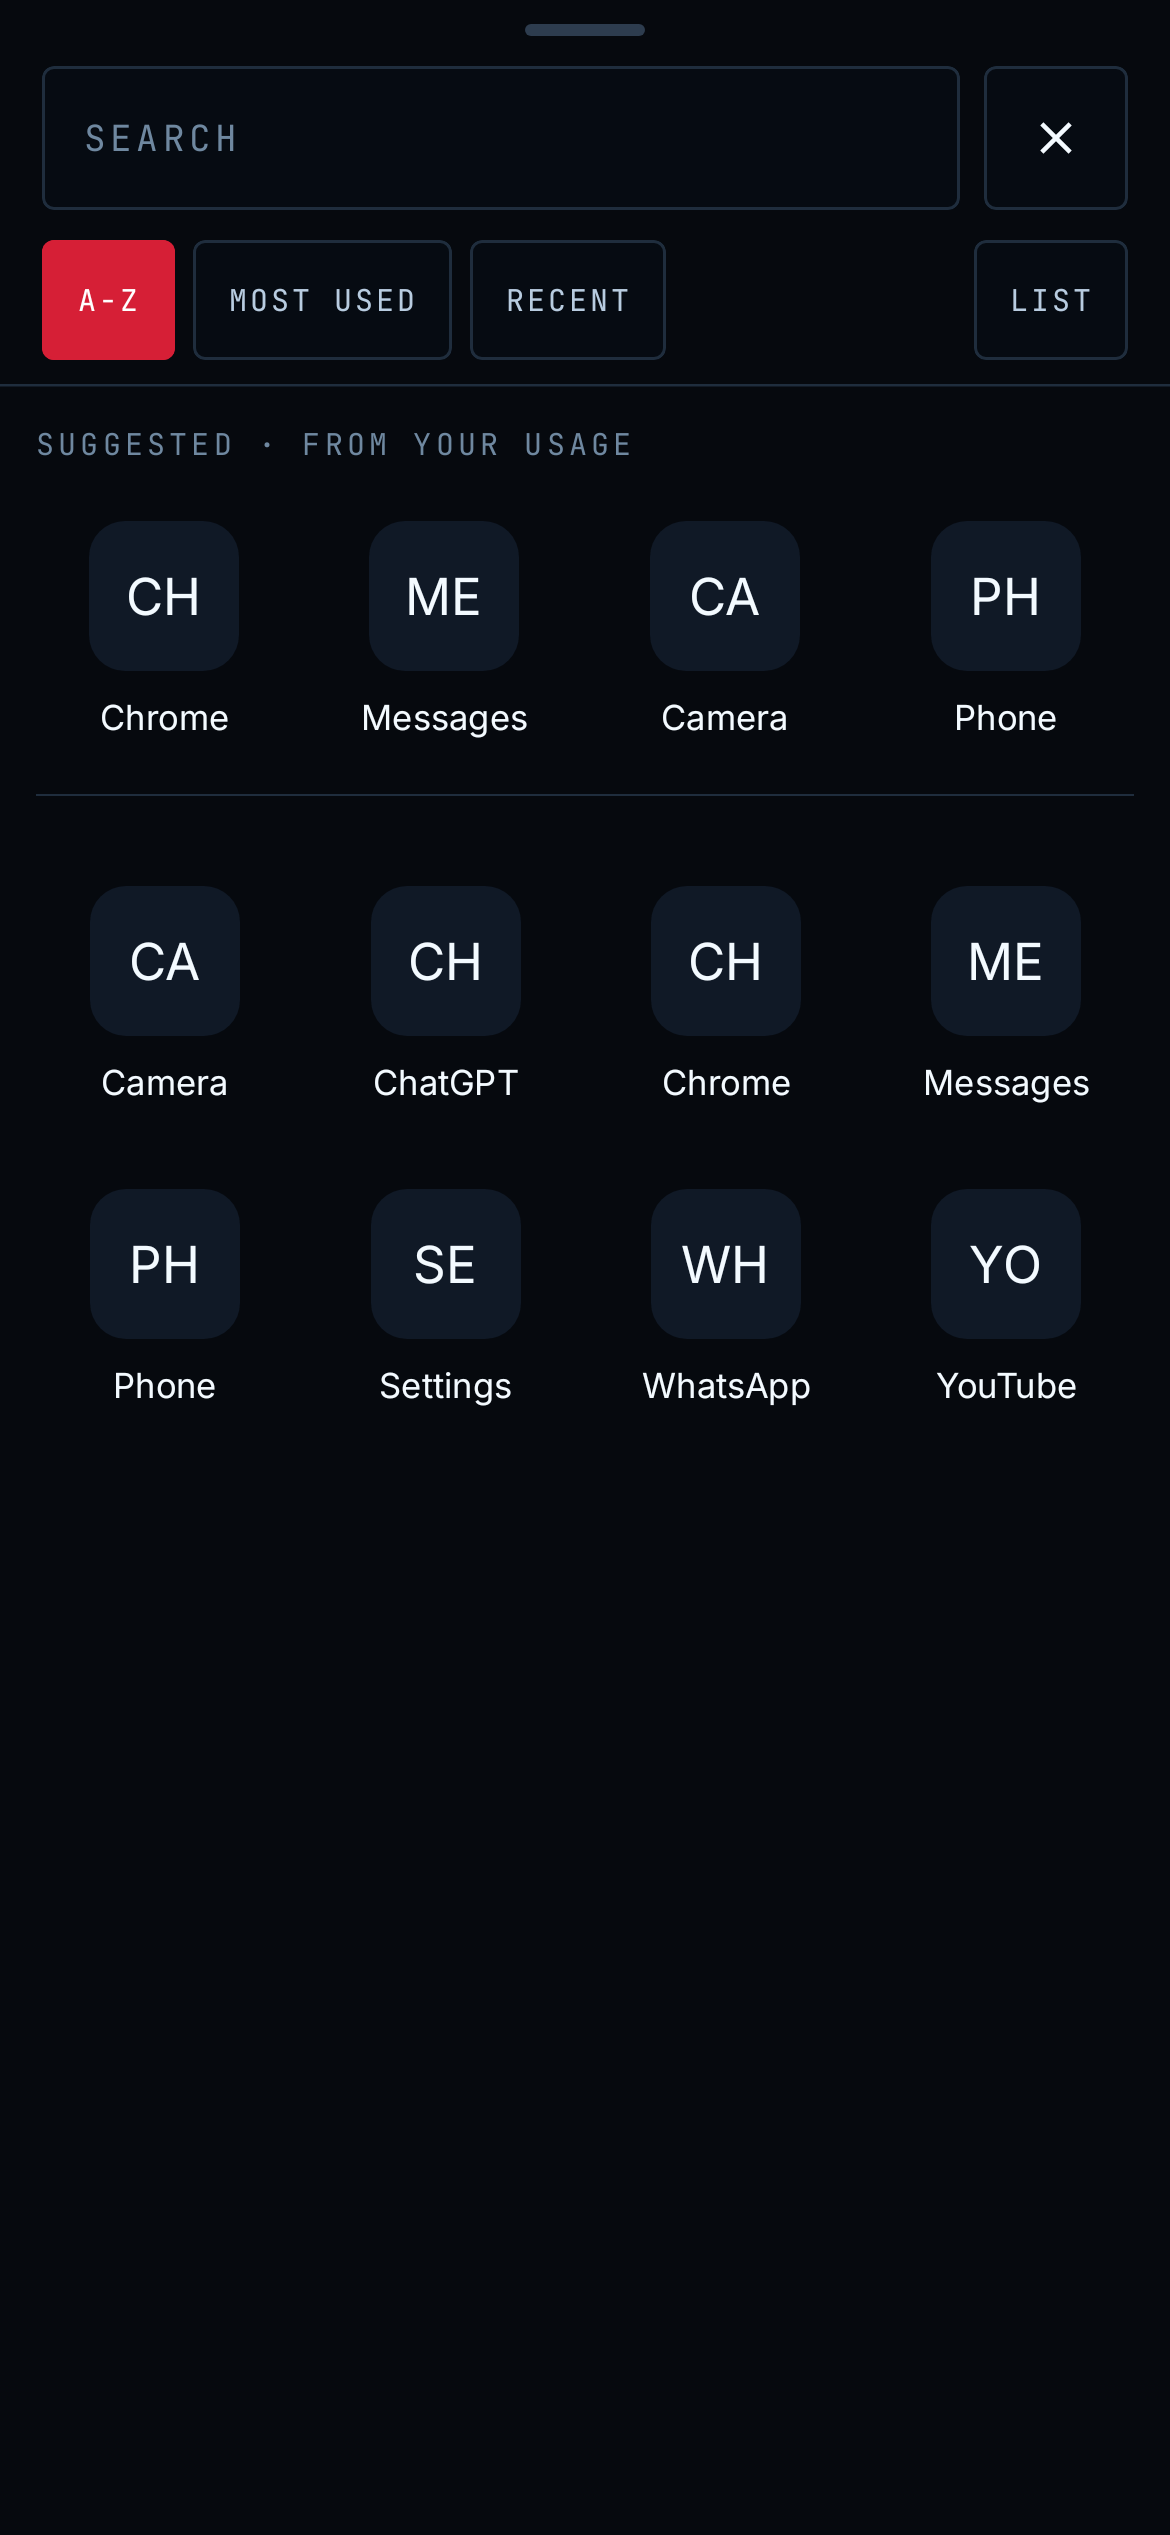 SEARCH
A-Z MOST USED RECENT LIST
SUGGESTED · FROM YOUR USAGE
CH ME CA PH
Chrome Messages Camera Phone
CA CH CH ME
Camera ChatGPT Chrome Messages
PH SE WH YO
Phone Settings WhatsApp YouTube